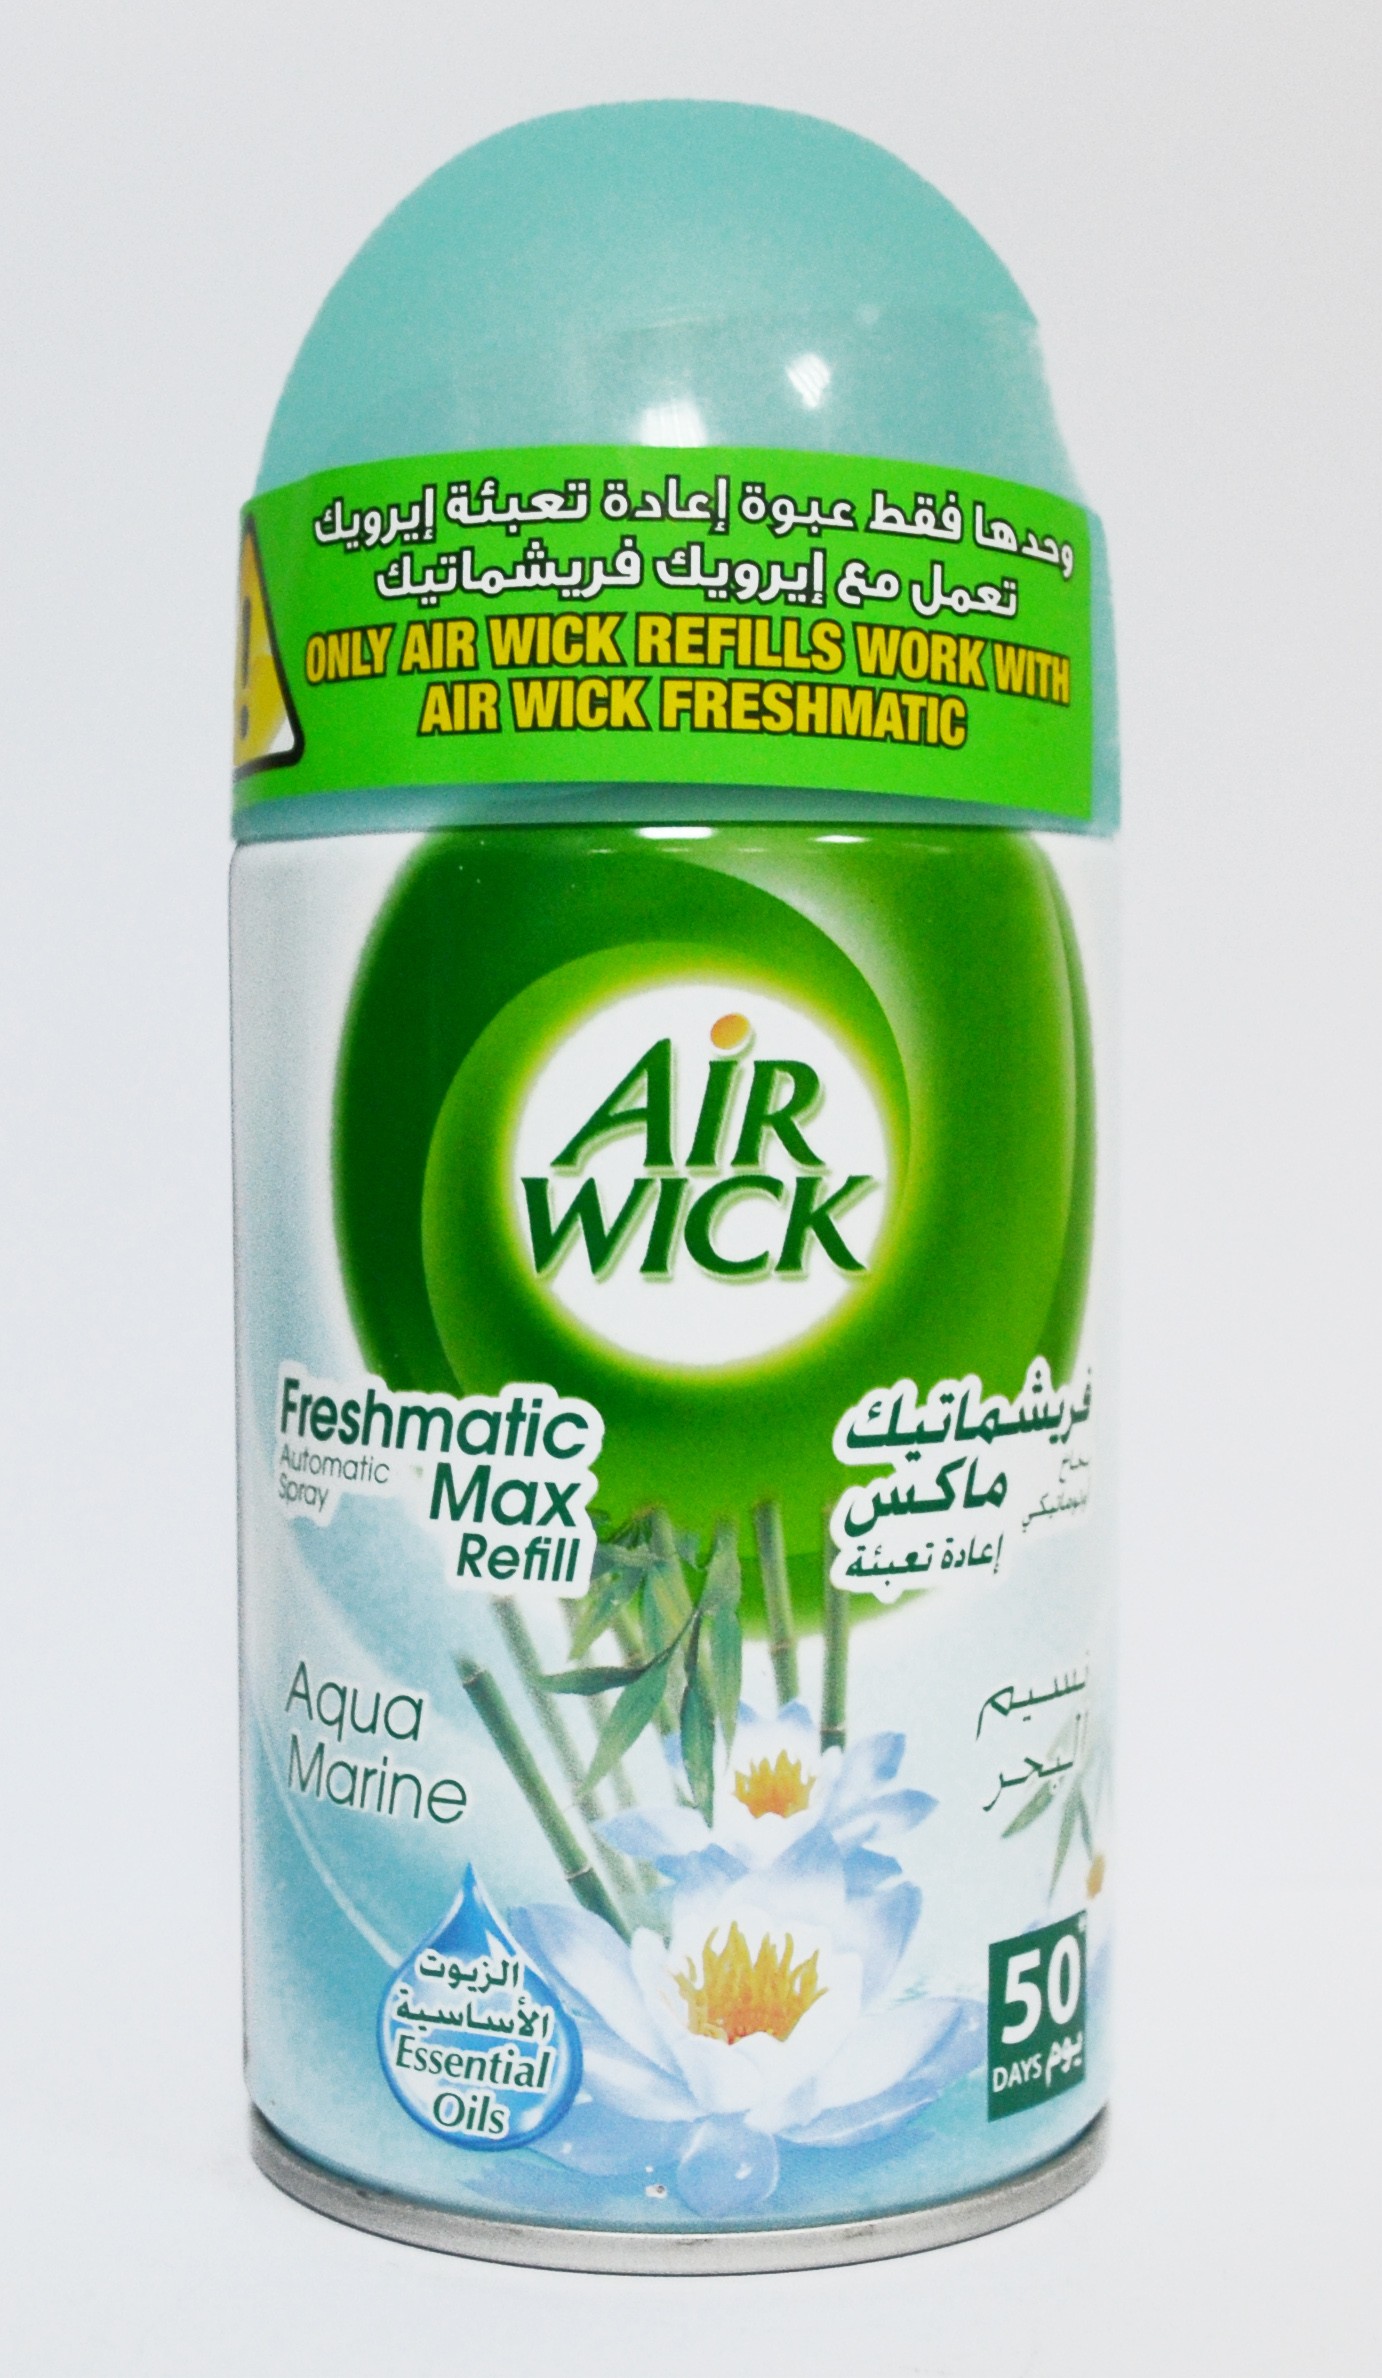 وحدها فقط عبوة إعادة تعبئة إيرويك
تعمل مع إيرويك فريشماتيك
ONLY AIR WICK REFILLS WORK WITH
AIR WICK FRESHMATIC
AIR
WICK
Freshmatic
Automatic
Spray
Max
Refill
فريشماتيك
بخاخ
أوتوماتيكي
ماكس
إعادة تعبئة
Aqua
Marine
نسيم
البحر
الزيوت
الأساسية
Essential
Oils
50
DAYS يوم